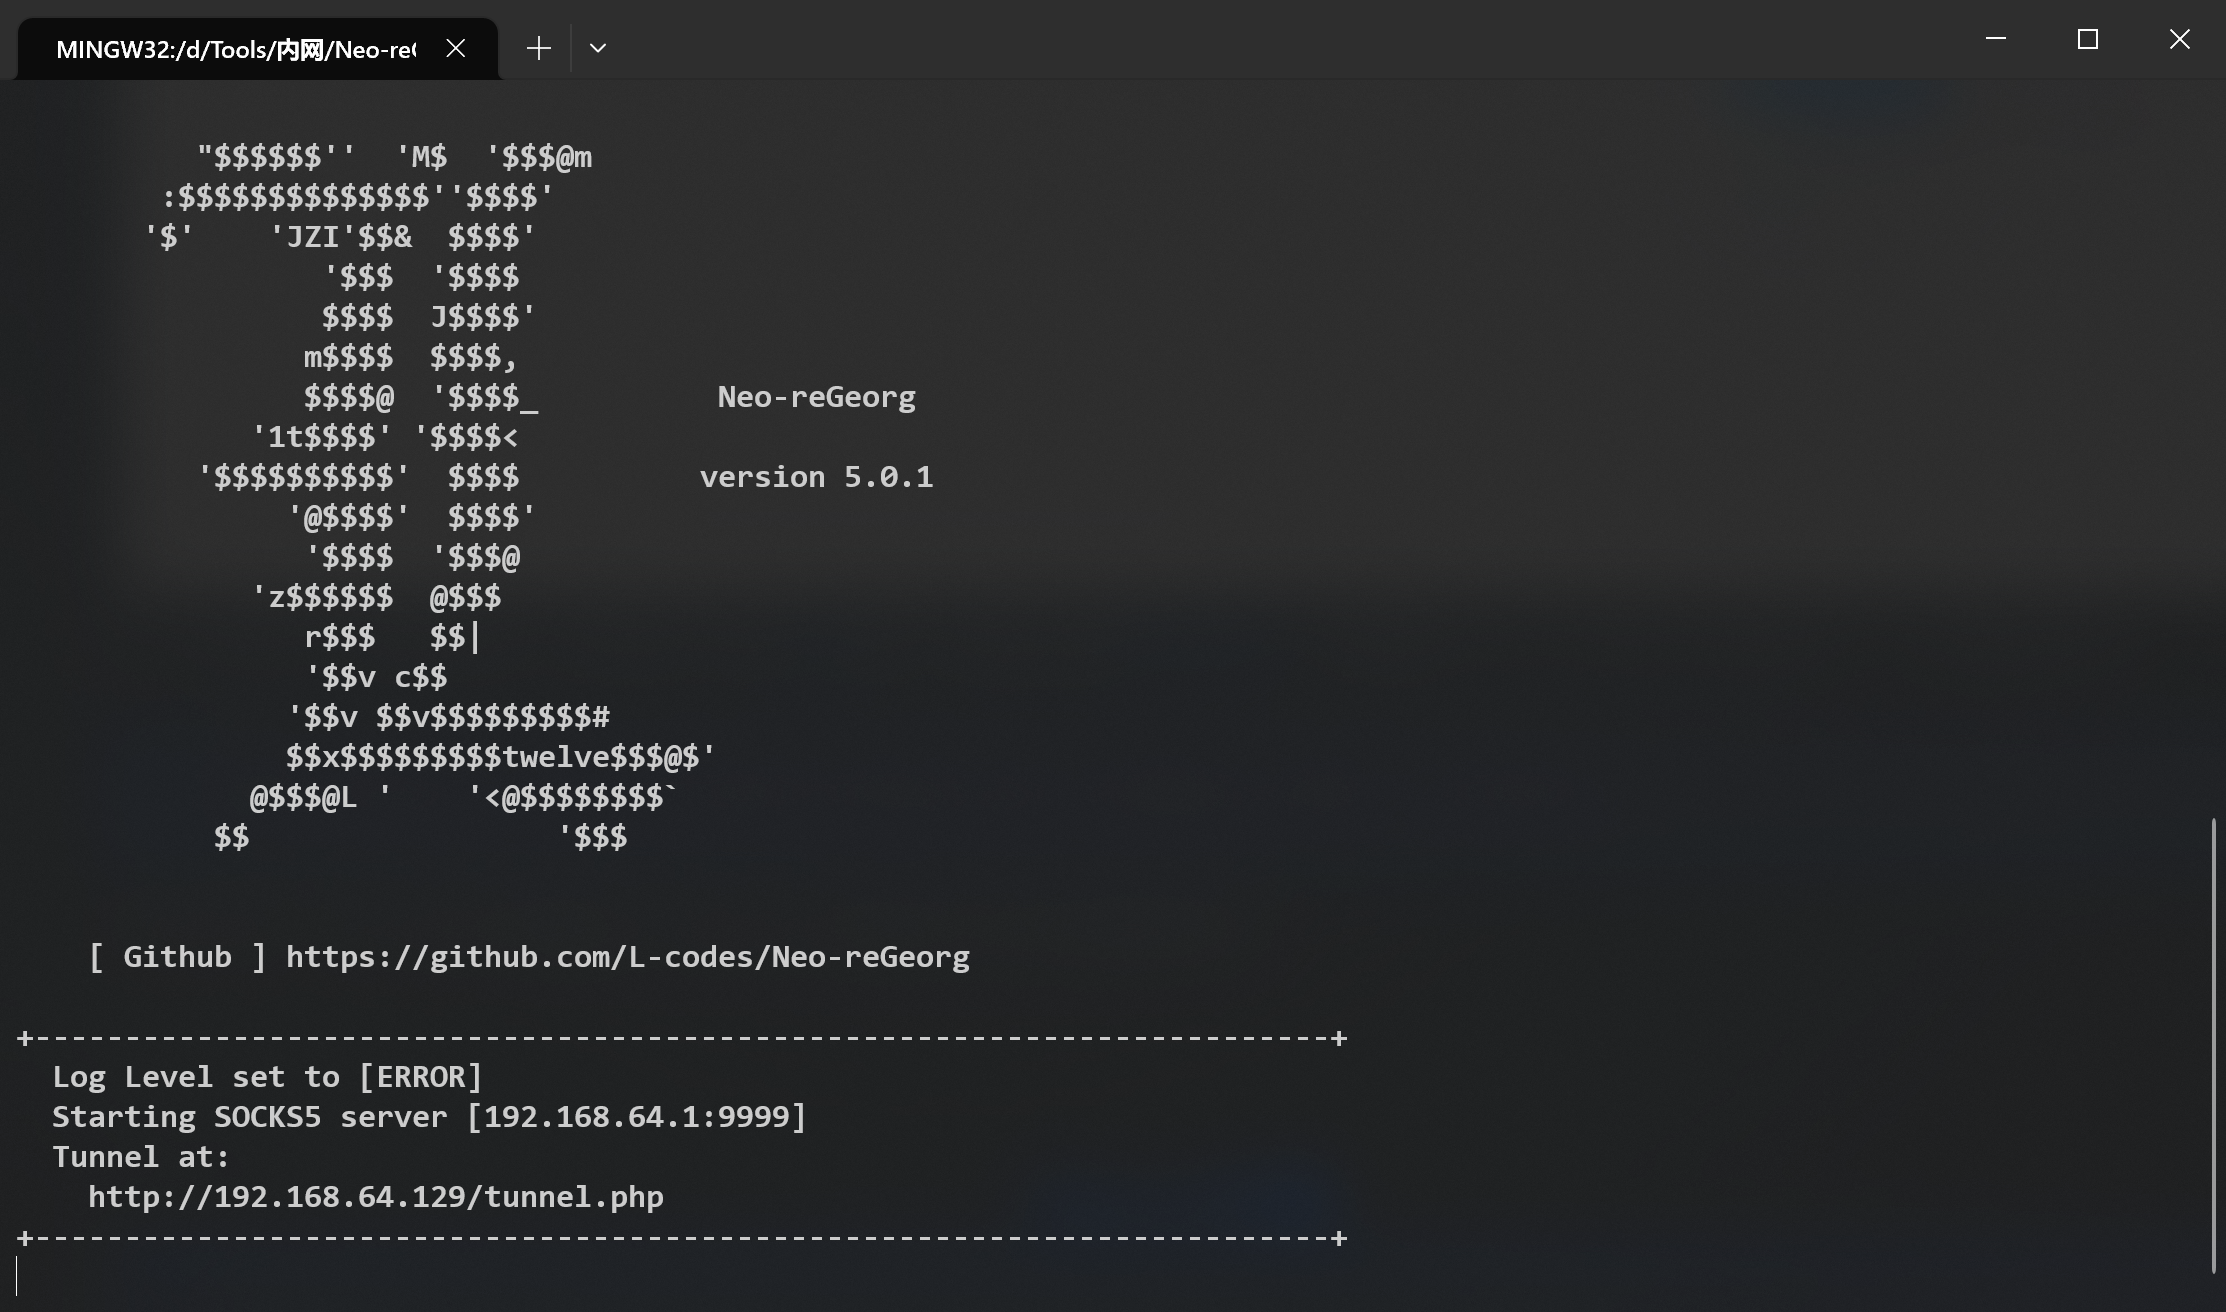 MINGW32:/d/Tools/内网/Neo-reG
"$$$$$$''  'M$  '$$$@m
:$$$$$$$$$$$$$$''$$$$'
'$'    'JZI'$$&  $$$$'
'$$$  '$$$$
$$$$  J$$$$'
m$$$$  $$$$,
$$$$@  '$$$$_          Neo-reGeorg
'1t$$$$' '$$$$<
'$$$$$$$$$$'  $$$$          version 5.0.1
'@$$$$'  $$$$'
'$$$$  '$$$@
'z$$$$$$  @$$$
r$$$   $$|
'$$v c$$
'$$v $$v$$$$$$$$$#
$$x$$$$$$$$$twelve$$$@$'
@$$$@L '    '<@$$$$$$$$`
$$                 '$$$
[ Github ] https://github.com/L-codes/Neo-reGeorg
+------------------------------------------------------------------------+
Log Level set to [ERROR]
Starting SOCKS5 server [192.168.64.1:9999]
Tunnel at:
http://192.168.64.129/tunnel.php
+------------------------------------------------------------------------+